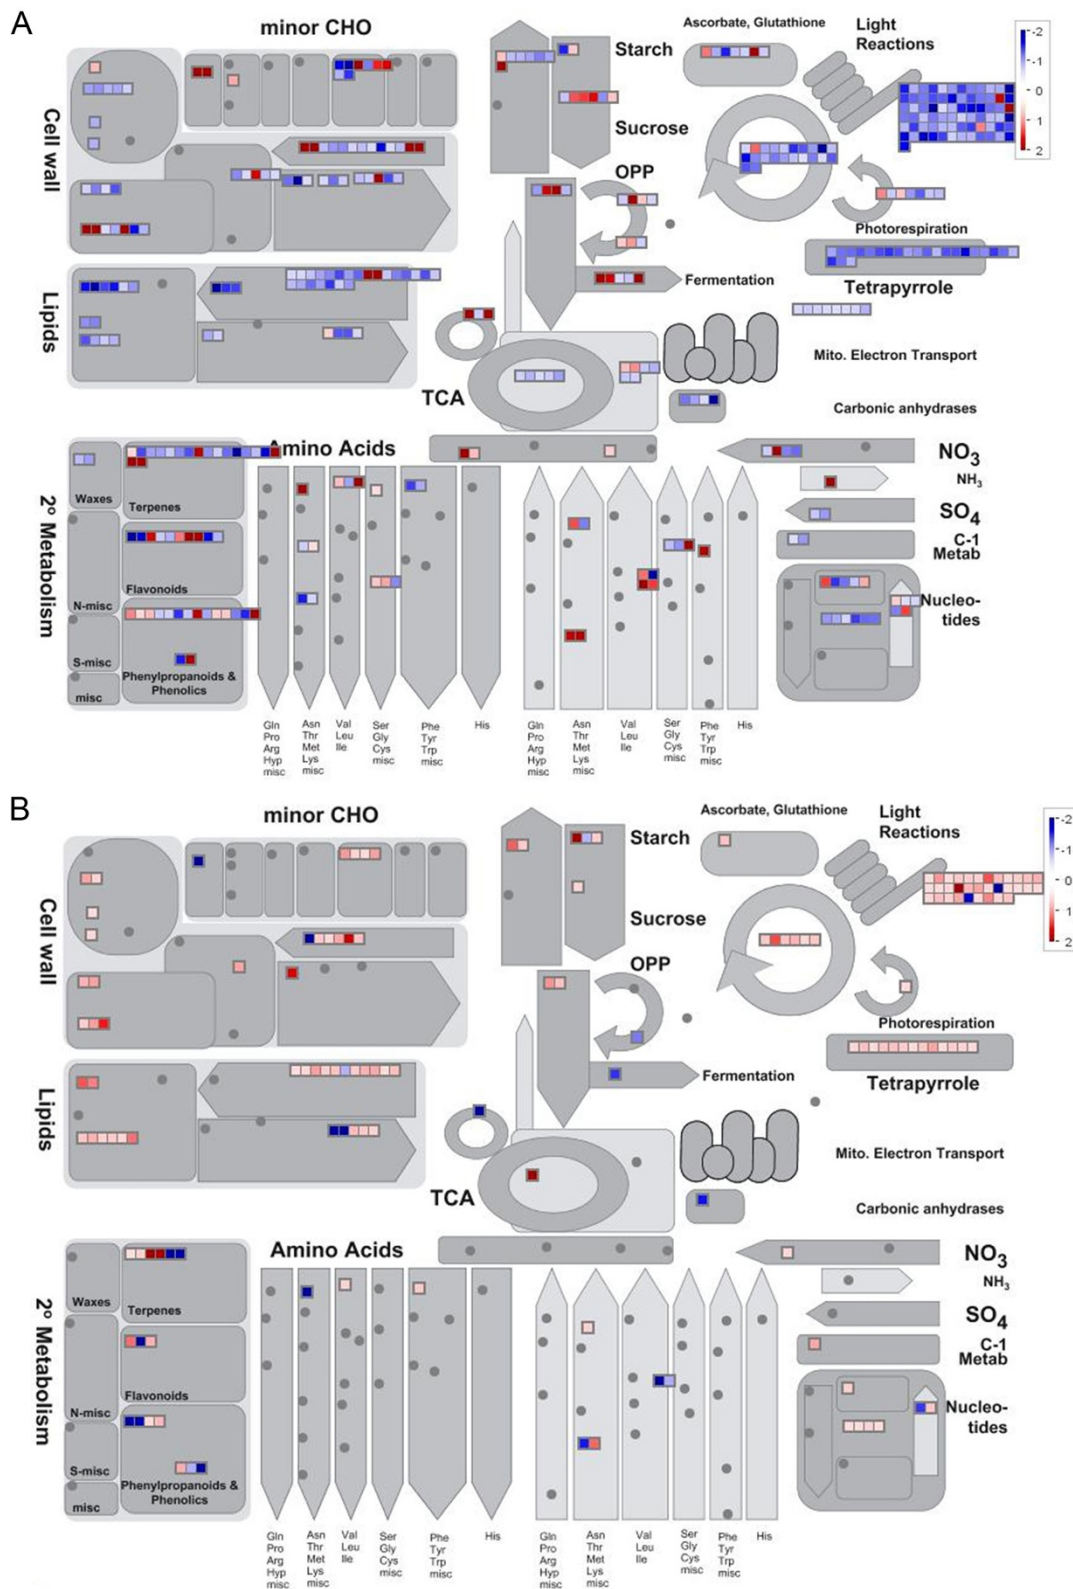 A
minor CHO
Ascorbate, Glutathione
Light
Reactions
-2
-1
0
1
2
Starch
Sucrose
Cell wall
OPP
Photorespiration
Fermentation
Tetrapyrrole
Lipids
Mito. Electron Transport
TCA
Carbonic anhydrases
Amino Acids
NO3
NH3
SO4
C-1
Metab
Nucleo-
tides
2º Metabolism
Waxes
Terpenes
Flavonoids
N-misc
S-misc
misc
Phenylpropanoids &
Phenolics
Gln
Pro
Arg
Hyp
misc
Asn
Thr
Met
Lys
misc
Val
Leu
Ile
Ser
Gly
Cys
misc
Phe
Tyr
Trp
misc
His
Gln
Pro
Arg
Hyp
misc
Asn
Thr
Met
Lys
misc
Val
Leu
Ile
Ser
Gly
Cys
misc
Phe
Tyr
Trp
misc
His
B
minor CHO
Ascorbate, Glutathione
Light
Reactions
-2
-1
0
1
2
Starch
Sucrose
Cell wall
OPP
Photorespiration
Fermentation
Tetrapyrrole
Lipids
Mito. Electron Transport
TCA
Carbonic anhydrases
Amino Acids
NO3
NH3
SO4
C-1
Metab
Nucleo-
tides
2º Metabolism
Waxes
Terpenes
Flavonoids
N-misc
S-misc
misc
Phenylpropanoids &
Phenolics
Gln
Pro
Arg
Hyp
misc
Asn
Thr
Met
Lys
misc
Val
Leu
Ile
Ser
Gly
Cys
misc
Phe
Tyr
Trp
misc
His
Gln
Pro
Arg
Hyp
misc
Asn
Thr
Met
Lys
misc
Val
Leu
Ile
Ser
Gly
Cys
misc
Phe
Tyr
Trp
misc
His